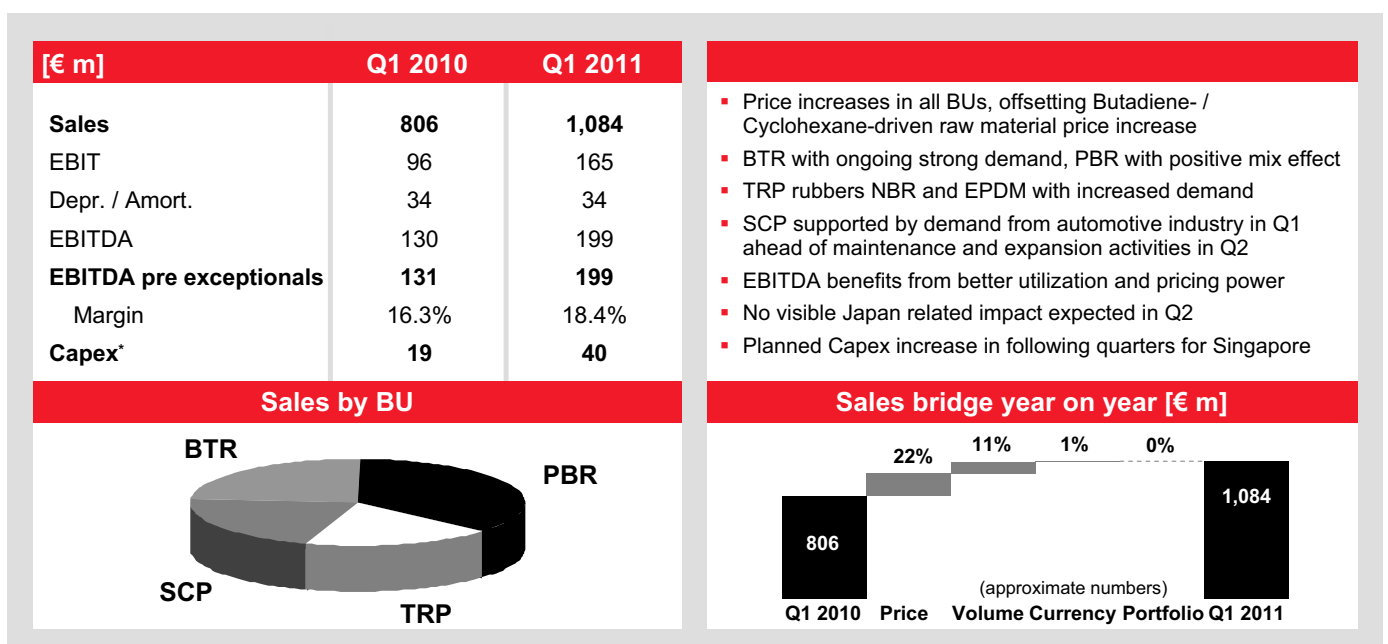 [€ m] Q1 2010 Q1 2011
Sales 806 1,084
EBIT 96 165
Depr. / Amort. 34 34
EBITDA 130 199
EBITDA pre exceptionals 131 199
Margin 16.3% 18.4%
Capex* 19 40
▪ Price increases in all BUs, offsetting Butadiene- /
Cyclohexane-driven raw material price increase
▪ BTR with ongoing strong demand, PBR with positive mix effect
▪ TRP rubbers NBR and EPDM with increased demand
▪ SCP supported by demand from automotive industry in Q1
ahead of maintenance and expansion activities in Q2
▪ EBITDA benefits from better utilization and pricing power
▪ No visible Japan related impact expected in Q2
▪ Planned Capex increase in following quarters for Singapore
Sales by BU
BTR
PBR
SCP
TRP
Sales bridge year on year [€ m]
22% 11% 1% 0%
1,084
806
(approximate numbers)
Q1 2010 Price Volume Currency Portfolio Q1 2011